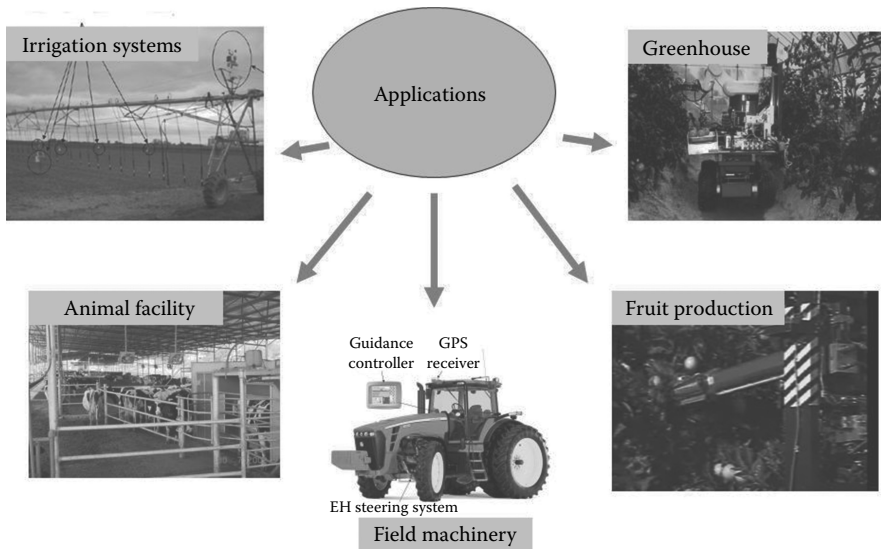 Irrigation systems
Applications
Greenhouse
Animal facility
Fruit production
Guidance
controller
GPS
receiver
EH steering system
Field machinery